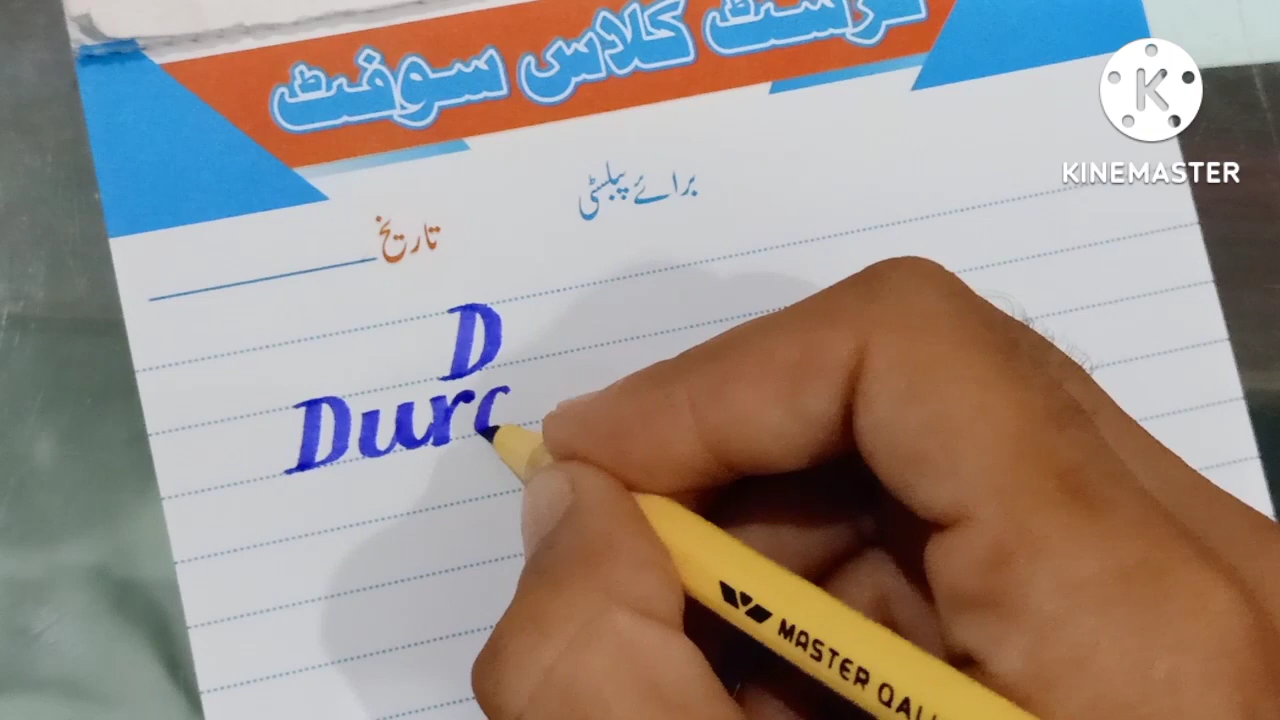 فرسٹ کلاس سوفٹ
K
KINEMASTER
برائے پبلسٹی
تاریخ
D
Durc
MASTER QAL